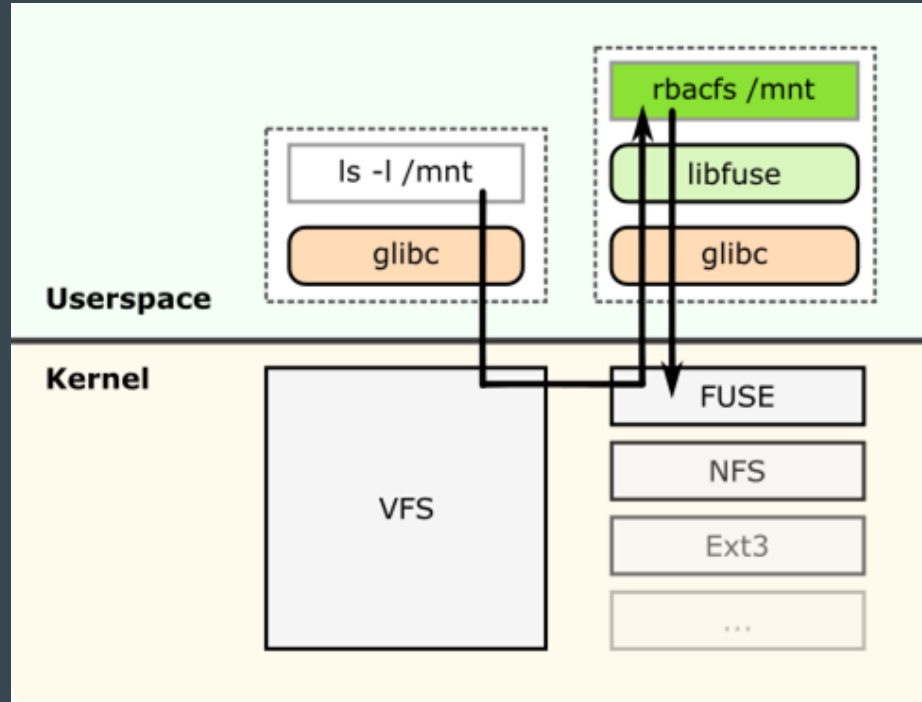 rbacfs /mnt
ls -l /mnt
libfuse
glibc
glibc
Userspace
Kernel
FUSE
NFS
VFS
Ext3
...